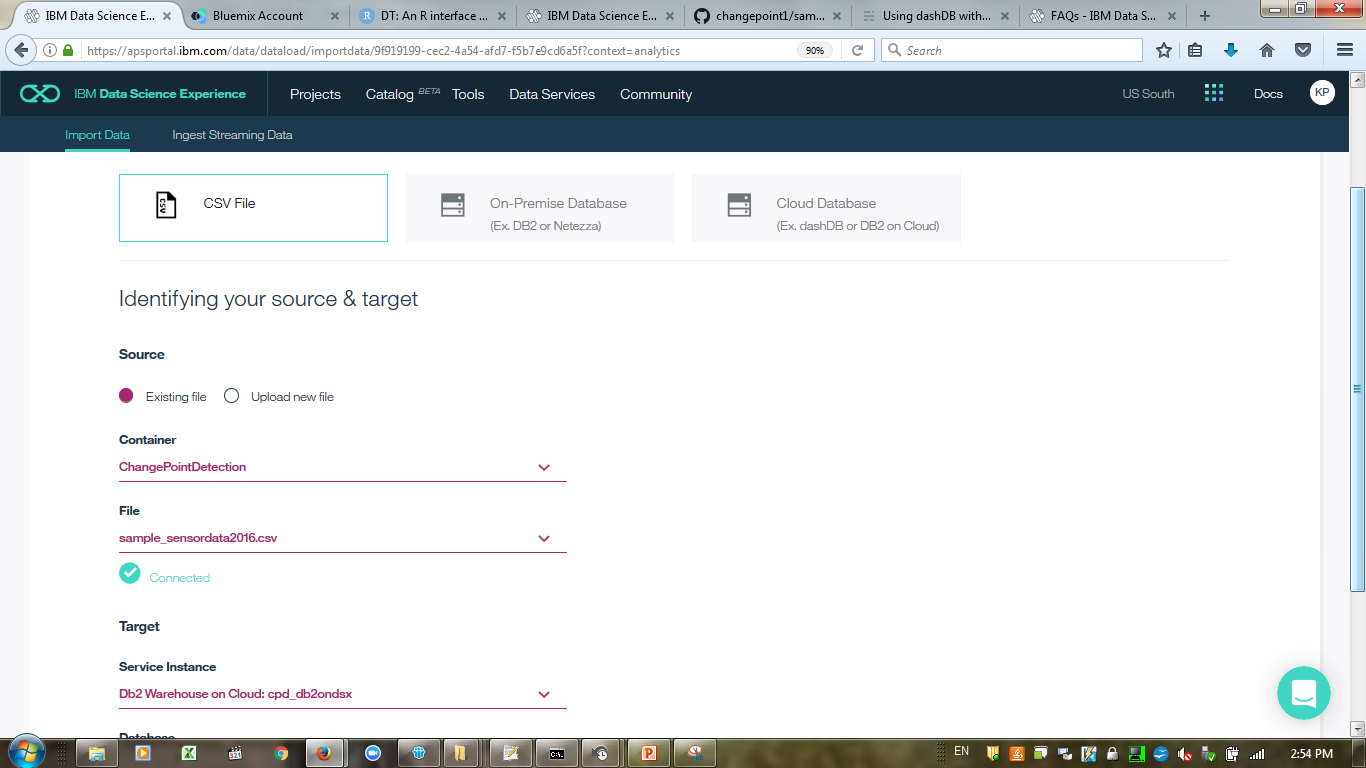 IBM Data Science E...
Bluemix Account
DT: An R interface ...
IBM Data Science E...
changepoint1/sam...
Using dashDB with...
FAQs - IBM Data S...
https://apsportal.ibm.com/data/dataload/importdata/9f919199-cec2-4a54-afd7-f5b7e9cd6a5f?context=analytics
90%
Search
IBM Data Science Experience
Projects
Catalog BETA
Tools
Data Services
Community
US South
Docs
KP
Import Data
Ingest Streaming Data
CSV
CSV File
On-Premise Database
(Ex. DB2 or Netezza)
Cloud Database
(Ex. dashDB or DB2 on Cloud)
Identifying your source & target
Source
Existing file
Upload new file
Container
ChangePointDetection
File
sample_sensordata2016.csv
Connected
Target
Service Instance
Db2 Warehouse on Cloud: cpd_db2ondsx
Database
EN
2:54 PM